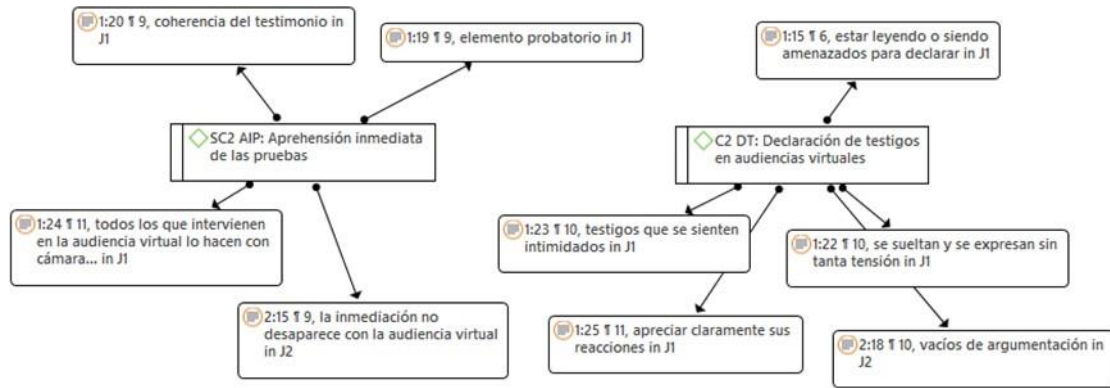 1:20 ¶ 9, coherencia del testimonio in
J1
1:19 ¶ 9, elemento probatorio in J1
1:15 ¶ 6, estar leyendo o siendo
amenazados para declarar in J1
SC2 AIP: Aprehensión inmediata
de las pruebas
C2 DT: Declaración de testigos
en audiencias virtuales
1:24 ¶ 11, todos los que intervienen
en la audiencia virtual lo hacen con
cámara... in J1
1:23 ¶ 10, testigos que se sienten
intimidados in J1
1:22 ¶ 10, se sueltan y se expresan sin
tanta tensión in J1
2:15 ¶ 9, la inmediación no
desaparece con la audiencia virtual
in J2
1:25 ¶ 11, apreciar claramente sus
reacciones in J1
2:18 ¶ 10, vacíos de argumentación in
J2